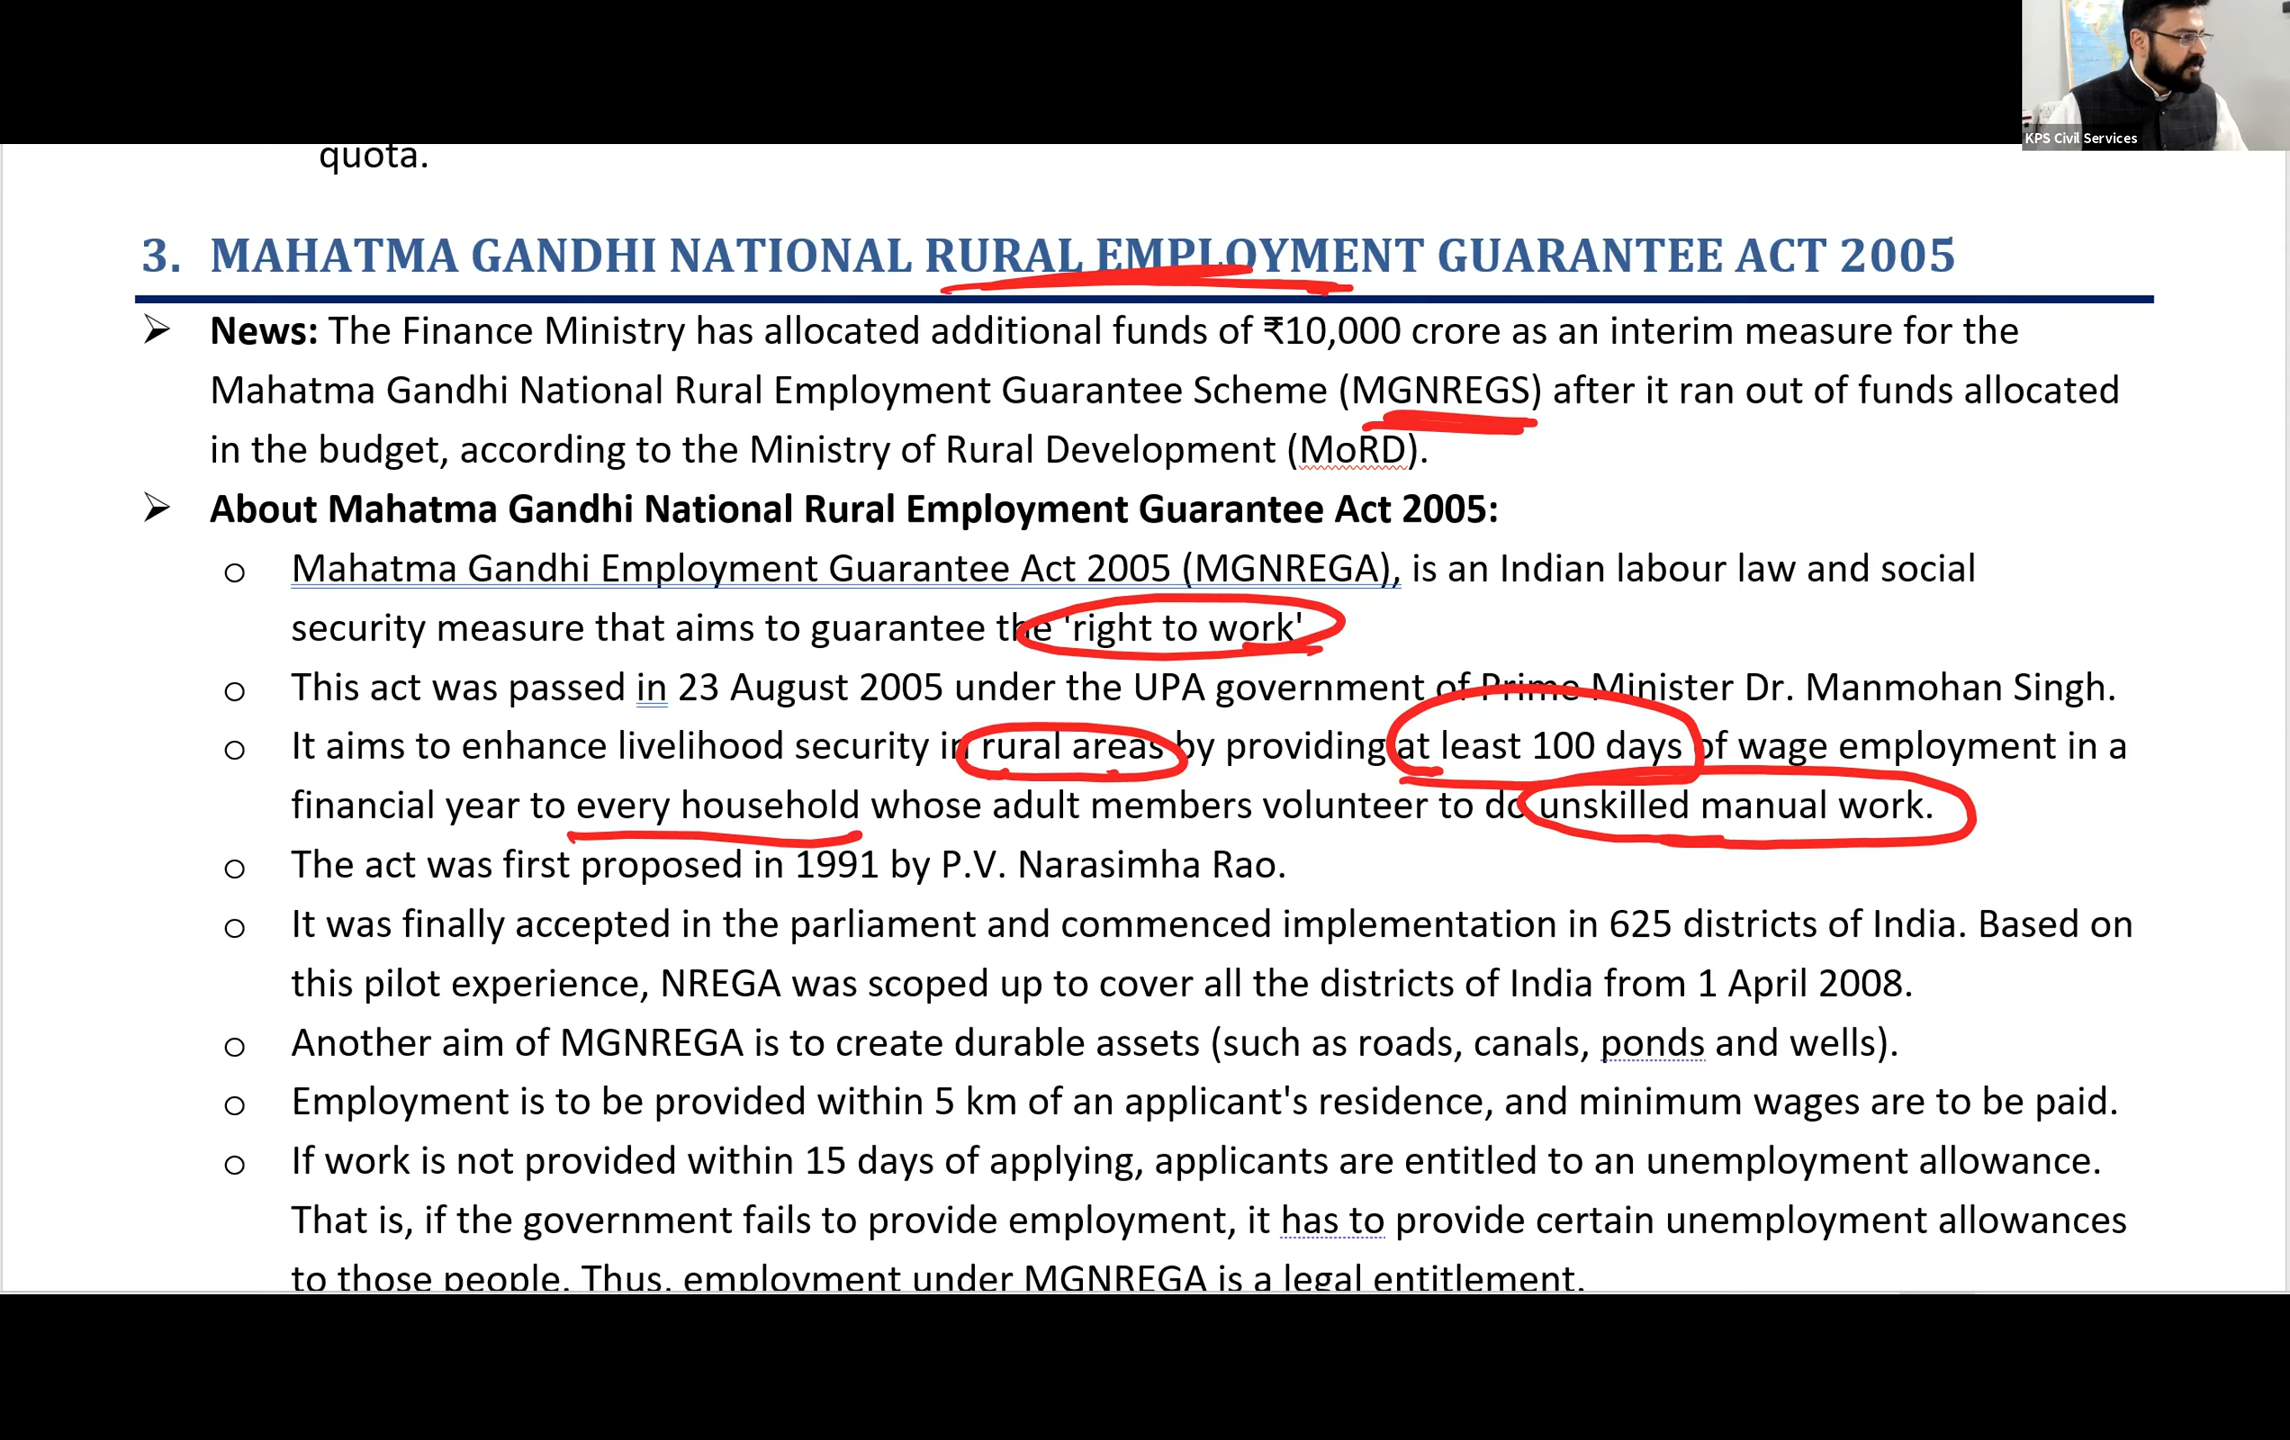 KPS Civil Services
quota.
3. MAHATMA GANDHI NATIONAL RURAL EMPLOYMENT GUARANTEE ACT 2005
➢ News: The Finance Ministry has allocated additional funds of ₹10,000 crore as an interim measure for the
Mahatma Gandhi National Rural Employment Guarantee Scheme (MGNREGS) after it ran out of funds allocated
in the budget, according to the Ministry of Rural Development (MoRD).
➢ About Mahatma Gandhi National Rural Employment Guarantee Act 2005:
o Mahatma Gandhi Employment Guarantee Act 2005 (MGNREGA), is an Indian labour law and social
security measure that aims to guarantee the 'right to work'
o This act was passed in 23 August 2005 under the UPA government of Prime Minister Dr. Manmohan Singh.
o It aims to enhance livelihood security in rural areas by providing at least 100 days of wage employment in a
financial year to every household whose adult members volunteer to do unskilled manual work.
o The act was first proposed in 1991 by P.V. Narasimha Rao.
o It was finally accepted in the parliament and commenced implementation in 625 districts of India. Based on
this pilot experience, NREGA was scoped up to cover all the districts of India from 1 April 2008.
o Another aim of MGNREGA is to create durable assets (such as roads, canals, ponds and wells).
o Employment is to be provided within 5 km of an applicant's residence, and minimum wages are to be paid.
o If work is not provided within 15 days of applying, applicants are entitled to an unemployment allowance.
That is, if the government fails to provide employment, it has to provide certain unemployment allowances
to those people. Thus, employment under MGNREGA is a legal entitlement.